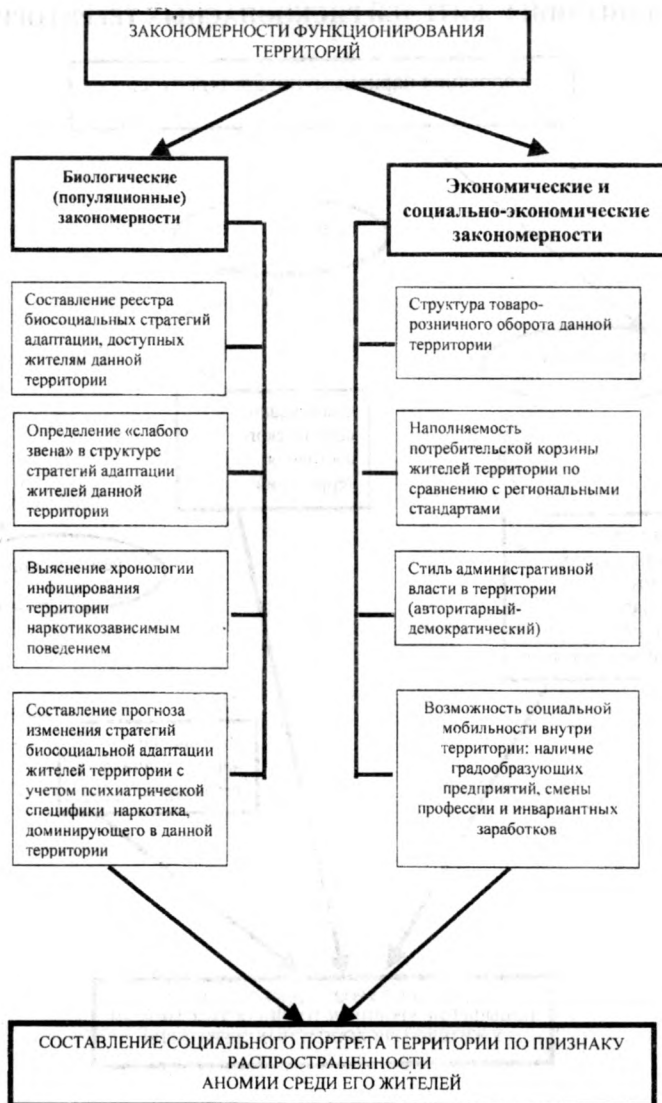 ЗАКОНОМЕРНОСТИ ФУНКЦИОНИРОВАНИЯ
ТЕРРИТОРИЙ
Биологические
(популяционные)
закономерности
Составление реестра
биосоциальных стратегий
адаптации, доступных
жителям данной
территории
Определение «слабого
звена» в структуре
стратегий адаптации
жителей данной
территории
Выяснение хронологии
инфицирования
территории
наркотикозависимым
поведением
Составление прогноза
изменения стратегий
биосоциальной адаптации
жителей территории с
учетом психиатрической
специфики наркотика,
доминирующего в данной
территории
Экономические и
социально-экономические
закономерности
Структура товаро-
розничного оборота данной
территории
Наполняемость
потребительской корзины
жителей территории по
сравнению с региональными
стандартами
Стиль административной
власти в территории
(авторитарный-
демократический)
Возможность социальной
мобильности внутри
территории: наличие
градообразующих
предприятий, смены
профессии и инвариантных
заработков
СОСТАВЛЕНИЕ СОЦИАЛЬНОГО ПОРТРЕТА ТЕРРИТОРИИ ПО ПРИЗНАКУ
РАСПРОСТРАНЕННОСТИ
АНОМИИ СРЕДИ ЕГО ЖИТЕЛЕЙ